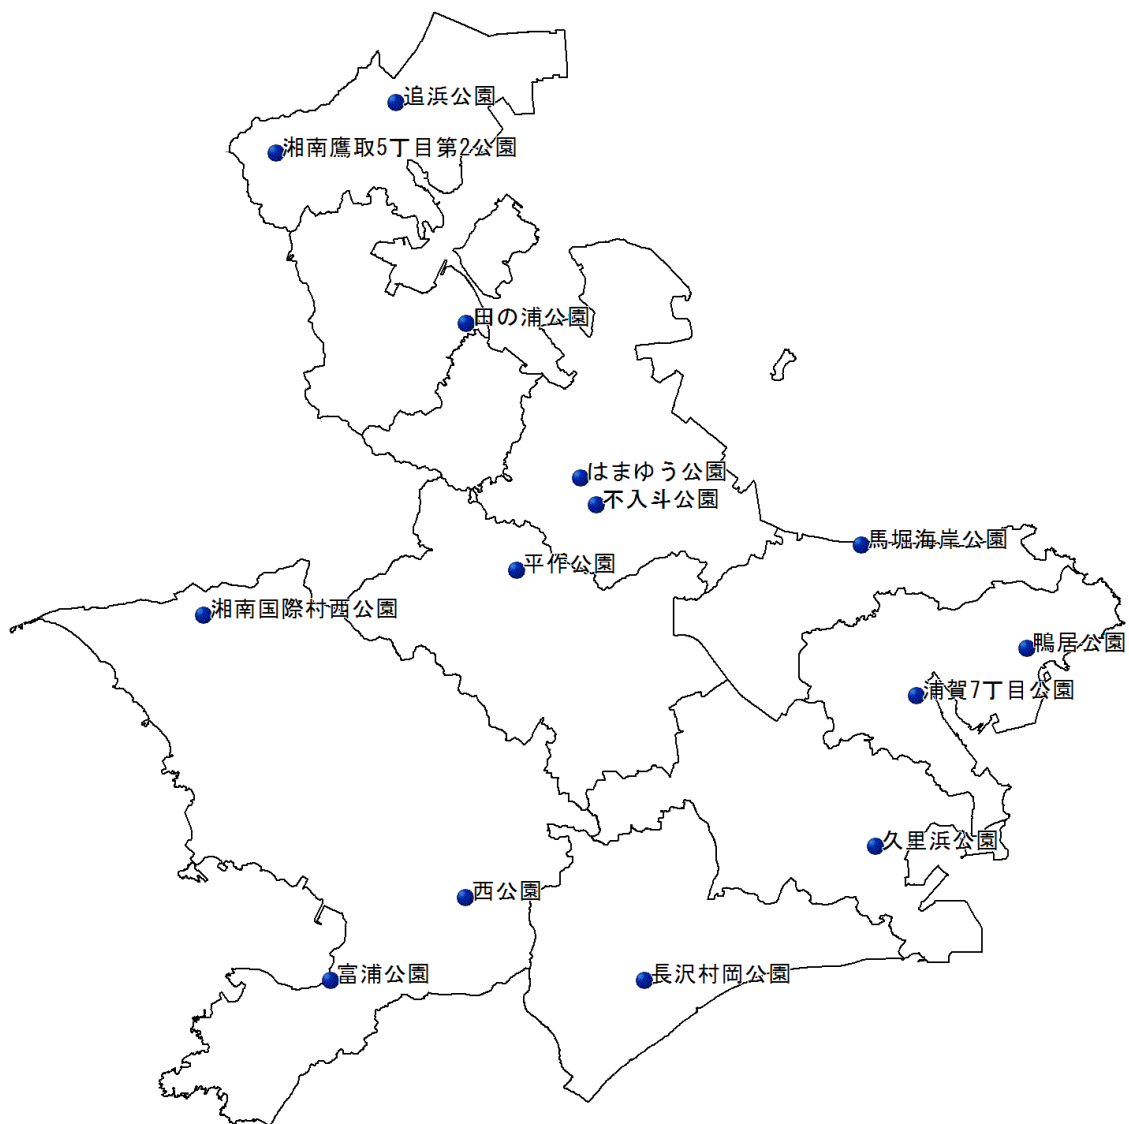 追浜公園
湘南鷹取5丁目第2公園
田の浦公園
はまゆう公園
不入斗公園
馬堀海岸公園
平作公園
湘南国際村西公園
鴨居公園
浦賀7丁目公園
久里浜公園
西公園
富浦公園
長沢村岡公園